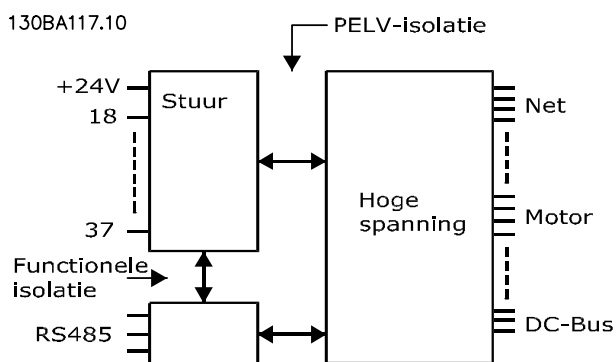 130BA117.10
PELV-isolatie
+24V
18
37
Stuur
Hoge
spanning
Net
Motor
DC-Bus
Functionele
isolatie
RS485